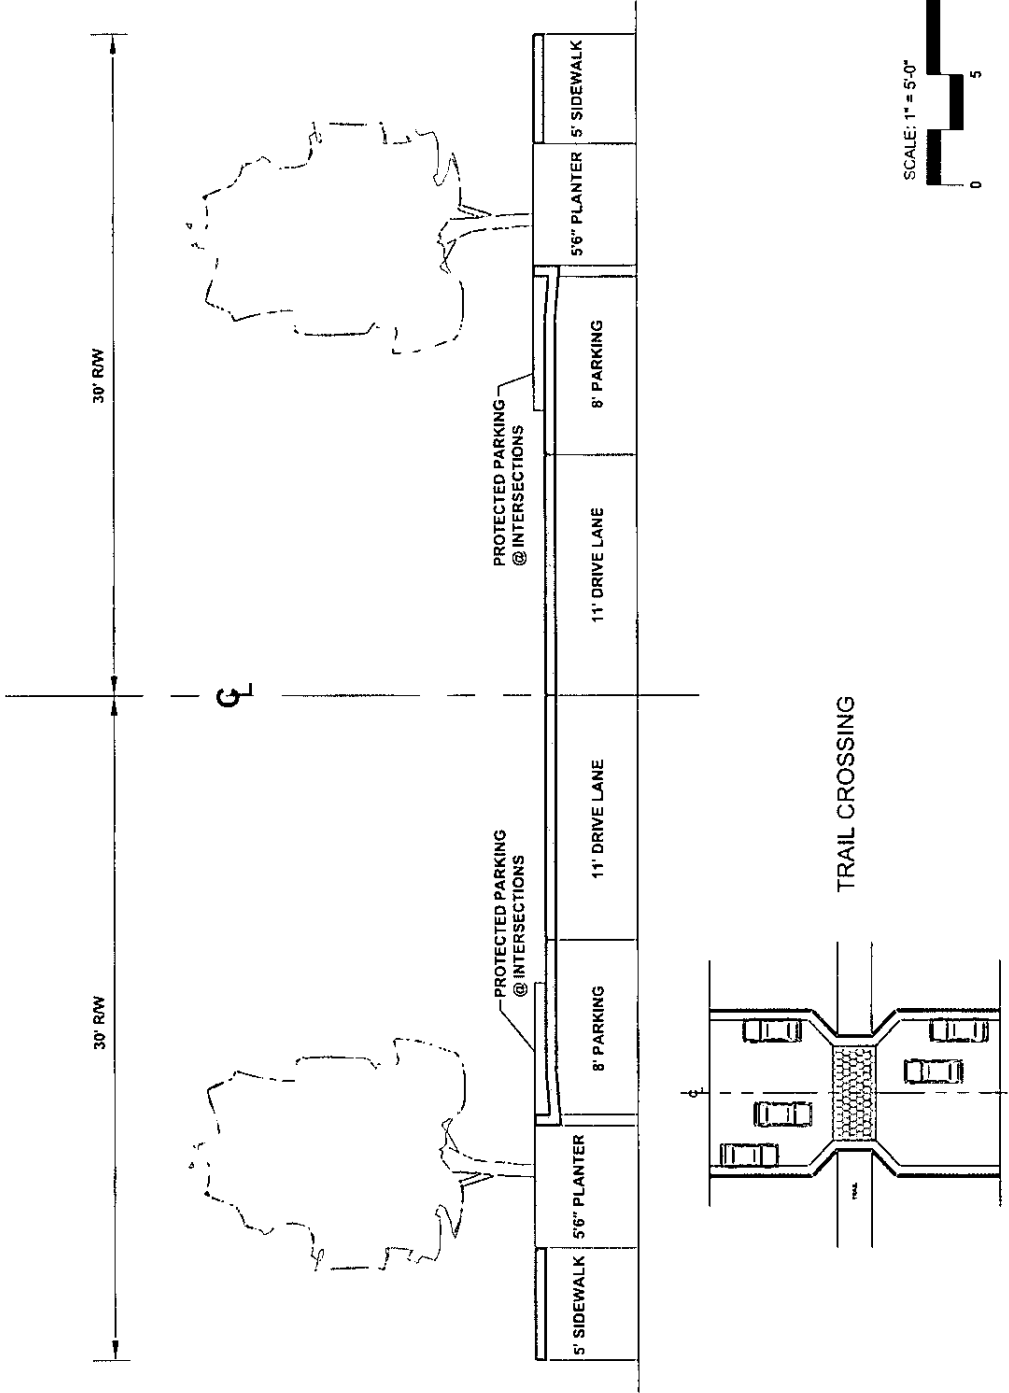 30' R/W
30' R/W
C
L
PROTECTED PARKING
@ INTERSECTIONS
PROTECTED PARKING
@ INTERSECTIONS
5' SIDEWALK
5'6" PLANTER
8' PARKING
11' DRIVE LANE
11' DRIVE LANE
8' PARKING
5'6" PLANTER
5' SIDEWALK
C
L
TRAIL
TRAIL CROSSING
SCALE: 1" = 5'-0"
0
5